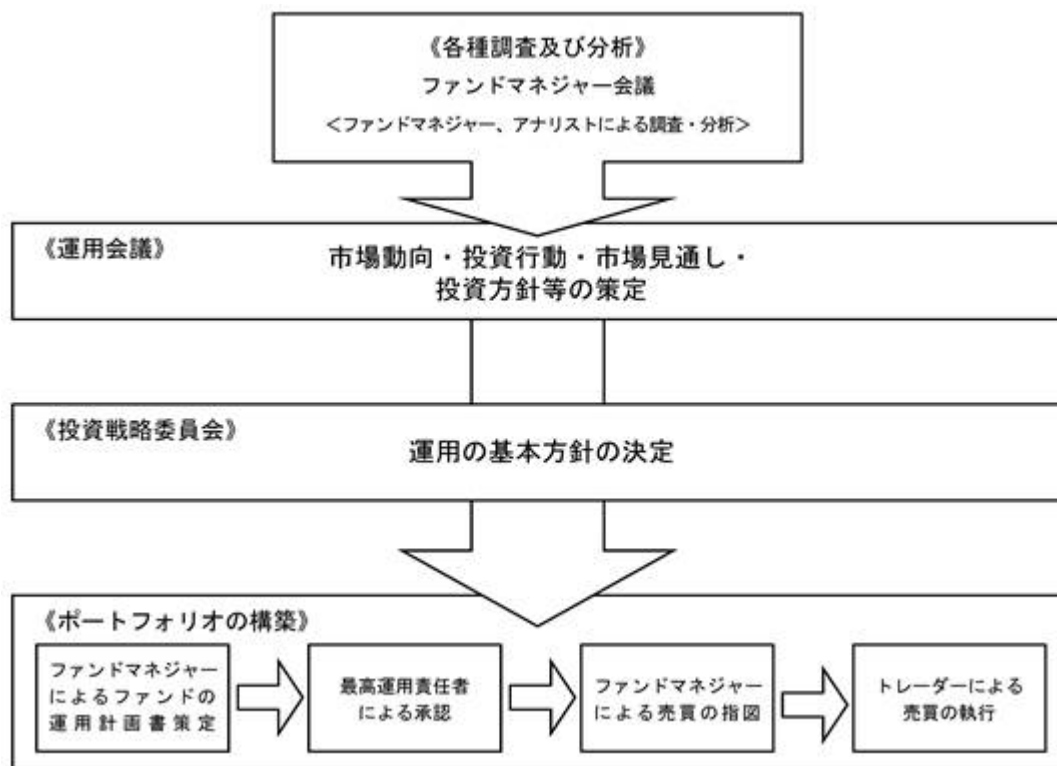 《各種調査及び分析》
ファンドマネジャー会議
<ファンドマネジャー、アナリストによる調査・分析>
《運用会議》
市場動向・投資行動・市場見通し・
投資方針等の策定
《投資戦略委員会》
運用の基本方針の決定
《ポートフォリオの構築》
ファンドマネジャー
によるファンドの
運用計画書策定
最高運用責任者
による承認
ファンドマネジャー
による売買の指図
トレーダーによる
売買の執行